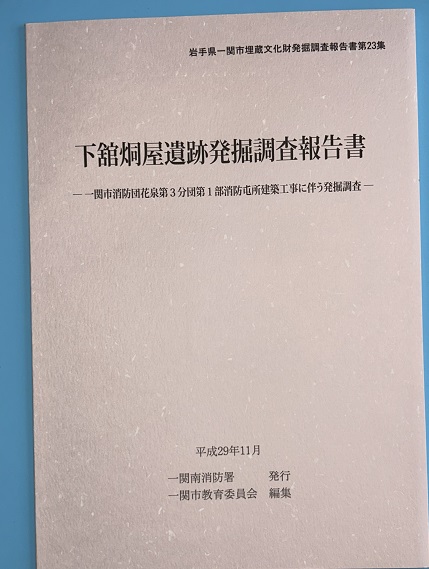 岩手県一関市埋蔵文化財発掘調査報告書第23集
下舘炯屋遺跡発掘調査報告書
― 一関市消防団花泉第3分団第1部消防屯所建築工事に伴う発掘調査 ―
平成29年11月
一関南消防署 発行
一関市教育委員会 編集